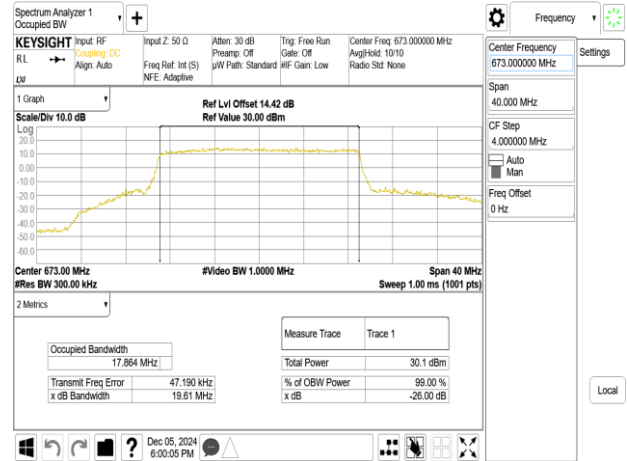 Spectrum Analyzer 1
Occupied BW
+
Frequency
KEYSIGHT
RL
LXI
Input: RF
Coupling: DC
Align: Auto
Input Z: 50 Ω
Freq Ref: Int (S)
NFE: Adaptive
Atten: 30 dB
Preamp: Off
µW Path: Standard
Trig: Free Run
Gate: Off
#IF Gain: Low
Center Freq: 673.000000 MHz
Avg|Hold: 10/10
Radio Std: None
Center Frequency
673.000000 MHz
Settings
Span
40.000 MHz
CF Step
4.000000 MHz
Auto
Man
Freq Offset
0 Hz
Local
1 Graph
Scale/Div 10.0 dB
Ref Lvl Offset 14.42 dB
Ref Value 30.00 dBm
Log
20.0
10.0
0.00
-10.0
-20.0
-30.0
-40.0
-50.0
-60.0
Center 673.00 MHz
#Res BW 300.00 kHz
#Video BW 1.0000 MHz
Span 40 MHz
Sweep 1.00 ms (1001 pts)
2 Metrics
Measure Trace Trace 1
Occupied Bandwidth
17.864 MHz
Total Power 30.1 dBm
Transmit Freq Error 47.190 kHz
% of OBW Power 99.00 %
x dB Bandwidth 19.61 MHz
x dB -26.00 dB
?
Dec 05, 2024
6:00:05 PM